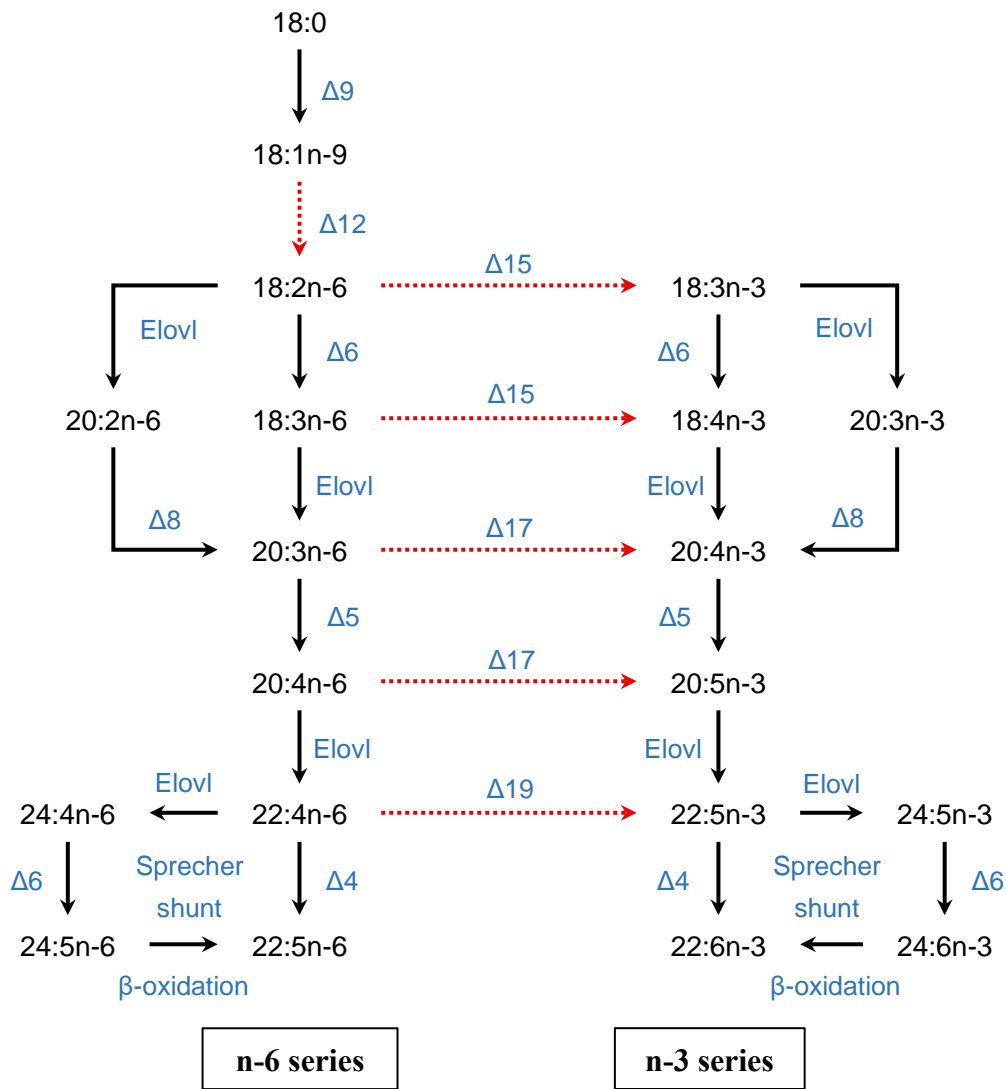 18:0
Δ9
18:1n-9
Δ12
Δ15
18:2n-6
18:3n-3
Elovl
Δ6
Δ6
Elovl
Δ15
20:2n-6
18:3n-6
18:4n-3
20:3n-3
Elovl
Elovl
Δ8
Δ17
Δ8
20:3n-6
20:4n-3
Δ5
Δ5
Δ17
20:4n-6
20:5n-3
Elovl
Elovl
Elovl
Δ19
Elovl
24:4n-6
22:4n-6
22:5n-3
24:5n-3
Δ6
Sprecher
shunt
Δ4
Δ4
Sprecher
shunt
Δ6
24:5n-6
22:5n-6
22:6n-3
24:6n-3
β-oxidation
β-oxidation
n-6 series
n-3 series